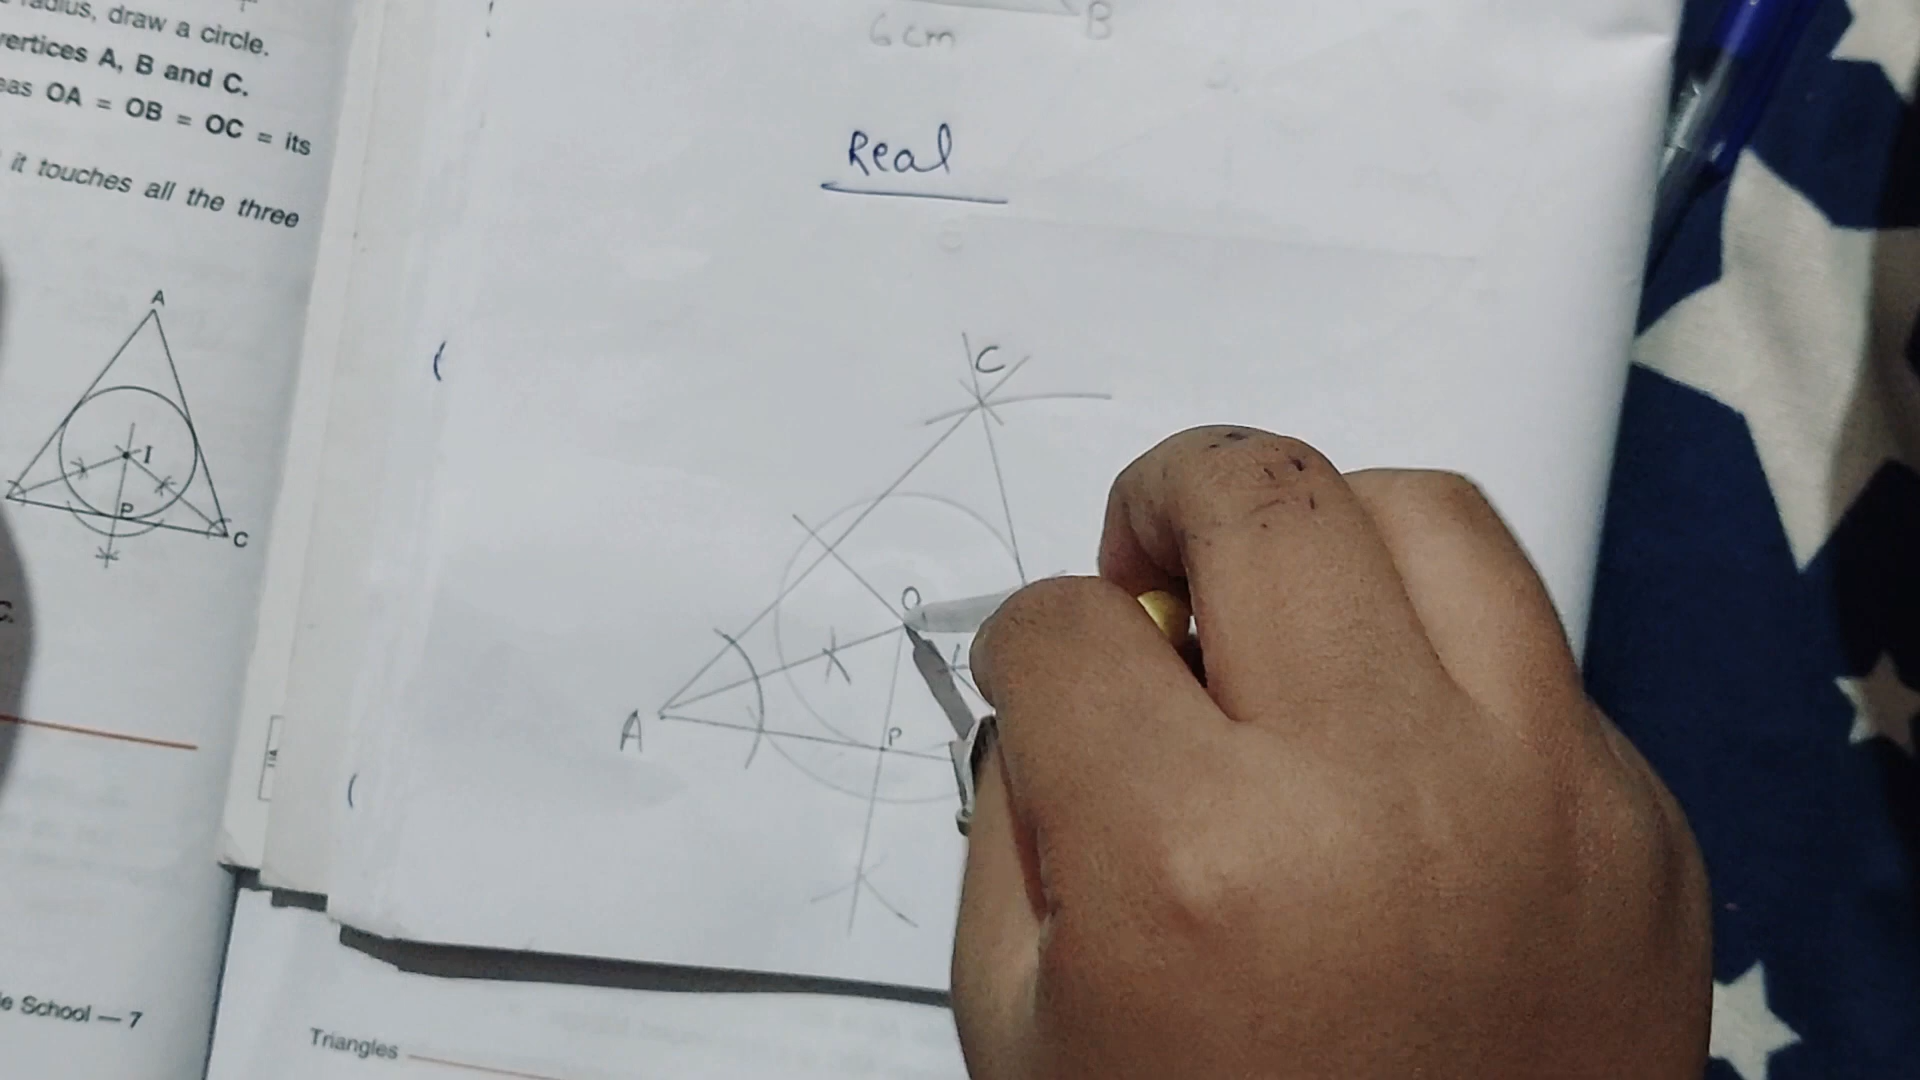 radius, draw a circle.
vertices A, B and C.
OA = OB = OC = its
it touches all the three
A
I
P
C
C.
School — 7
Triangles
6 cm
B
Real
C
O
A
P